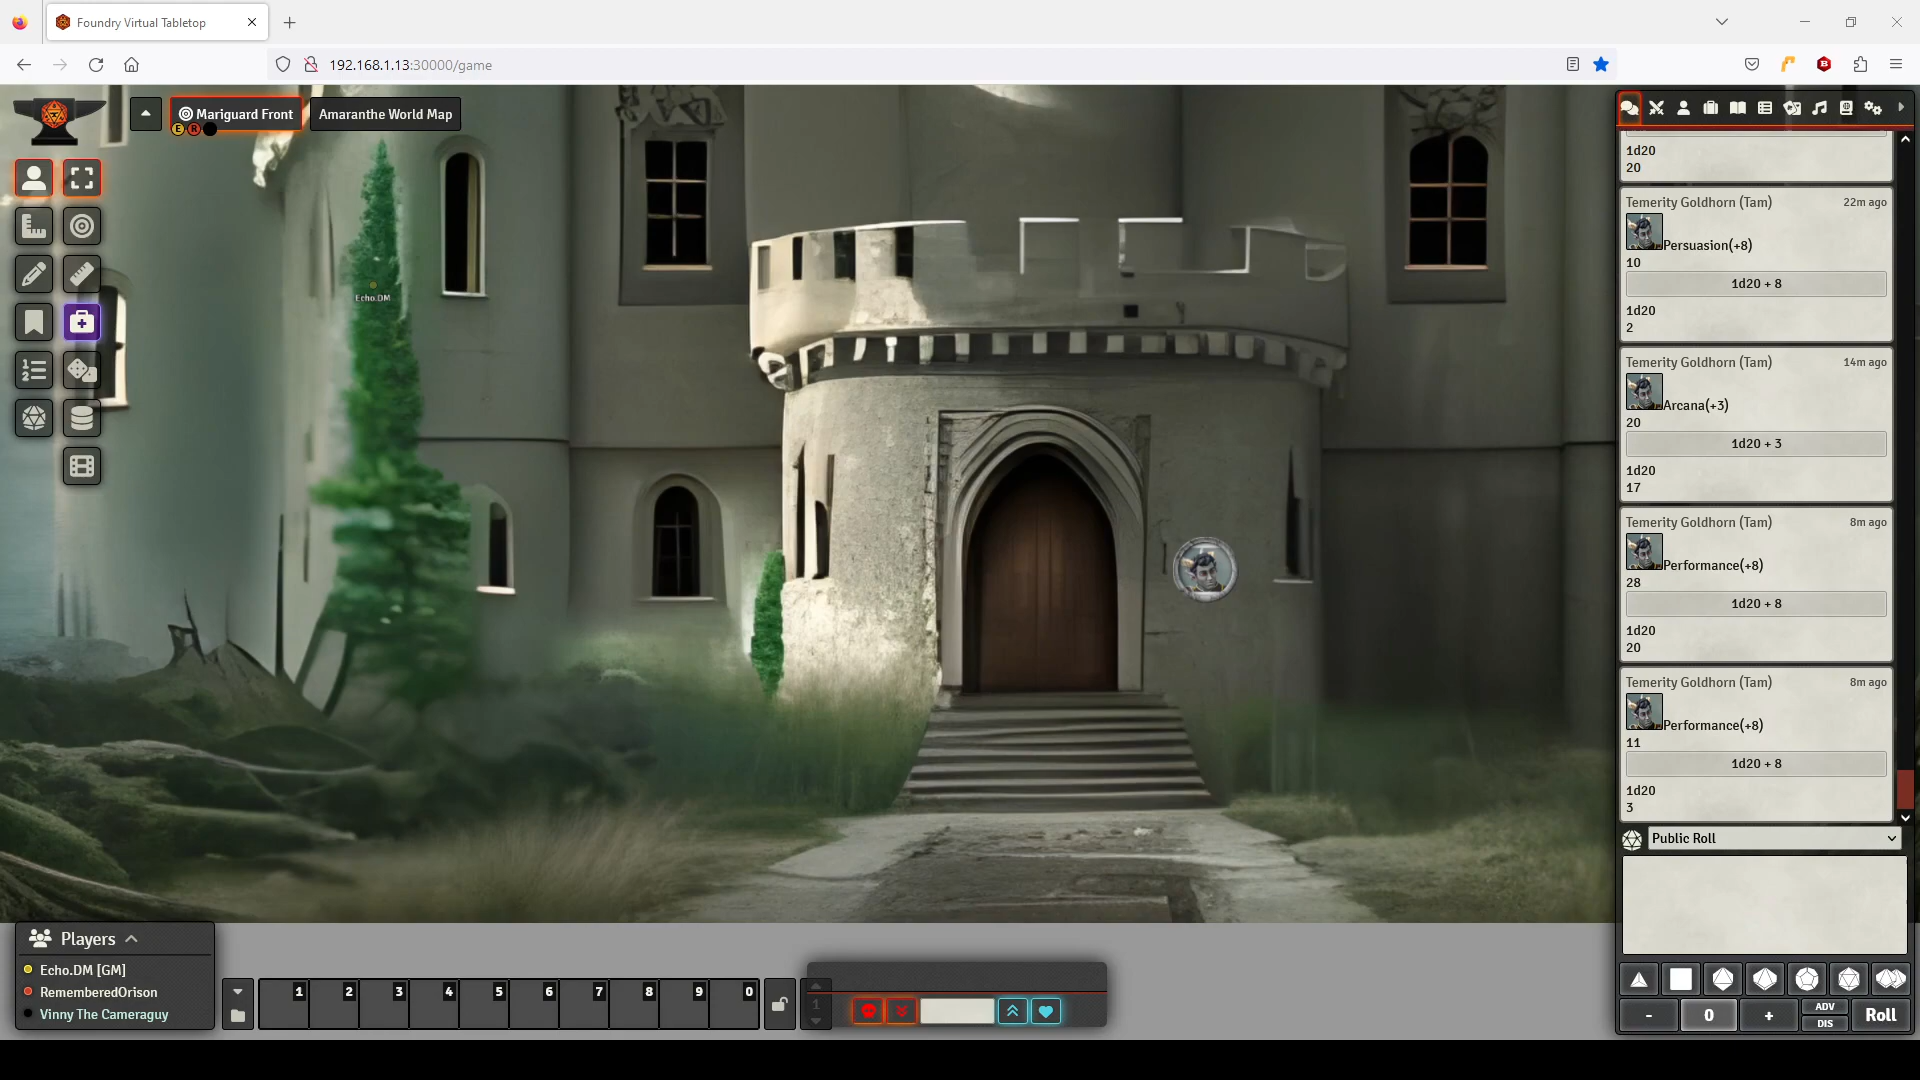 Foundry Virtual Tabletop
192.168.1.13:30000/game
Mariguard Front
Amaranthe World Map
E R
Echo.DM
1d20
20
Temerity Goldhorn (Tam) 22m ago
Persuasion(+8)
10
1d20 + 8
1d20
2
Temerity Goldhorn (Tam) 14m ago
Arcana(+3)
20
1d20 + 3
1d20
17
Temerity Goldhorn (Tam) 8m ago
Performance(+8)
28
1d20 + 8
1d20
20
Temerity Goldhorn (Tam) 8m ago
Performance(+8)
11
1d20 + 8
1d20
3
Public Roll
Players
Echo.DM [GM]
RememberedOrison
Vinny The Cameraguy
1 2 3 4 5 6 7 8 9 0
1
- 0 + ADV DIS Roll